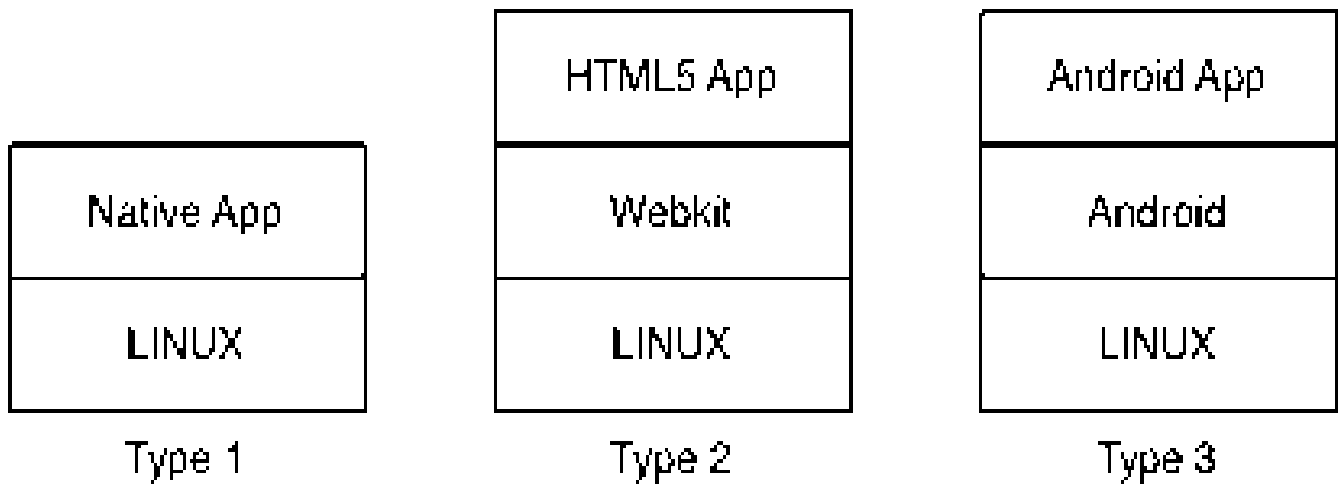 HTML5 App
Android App
Native App
Webkit
Android
LINUX
LINUX
LINUX
Type 1
Type 2
Type 3